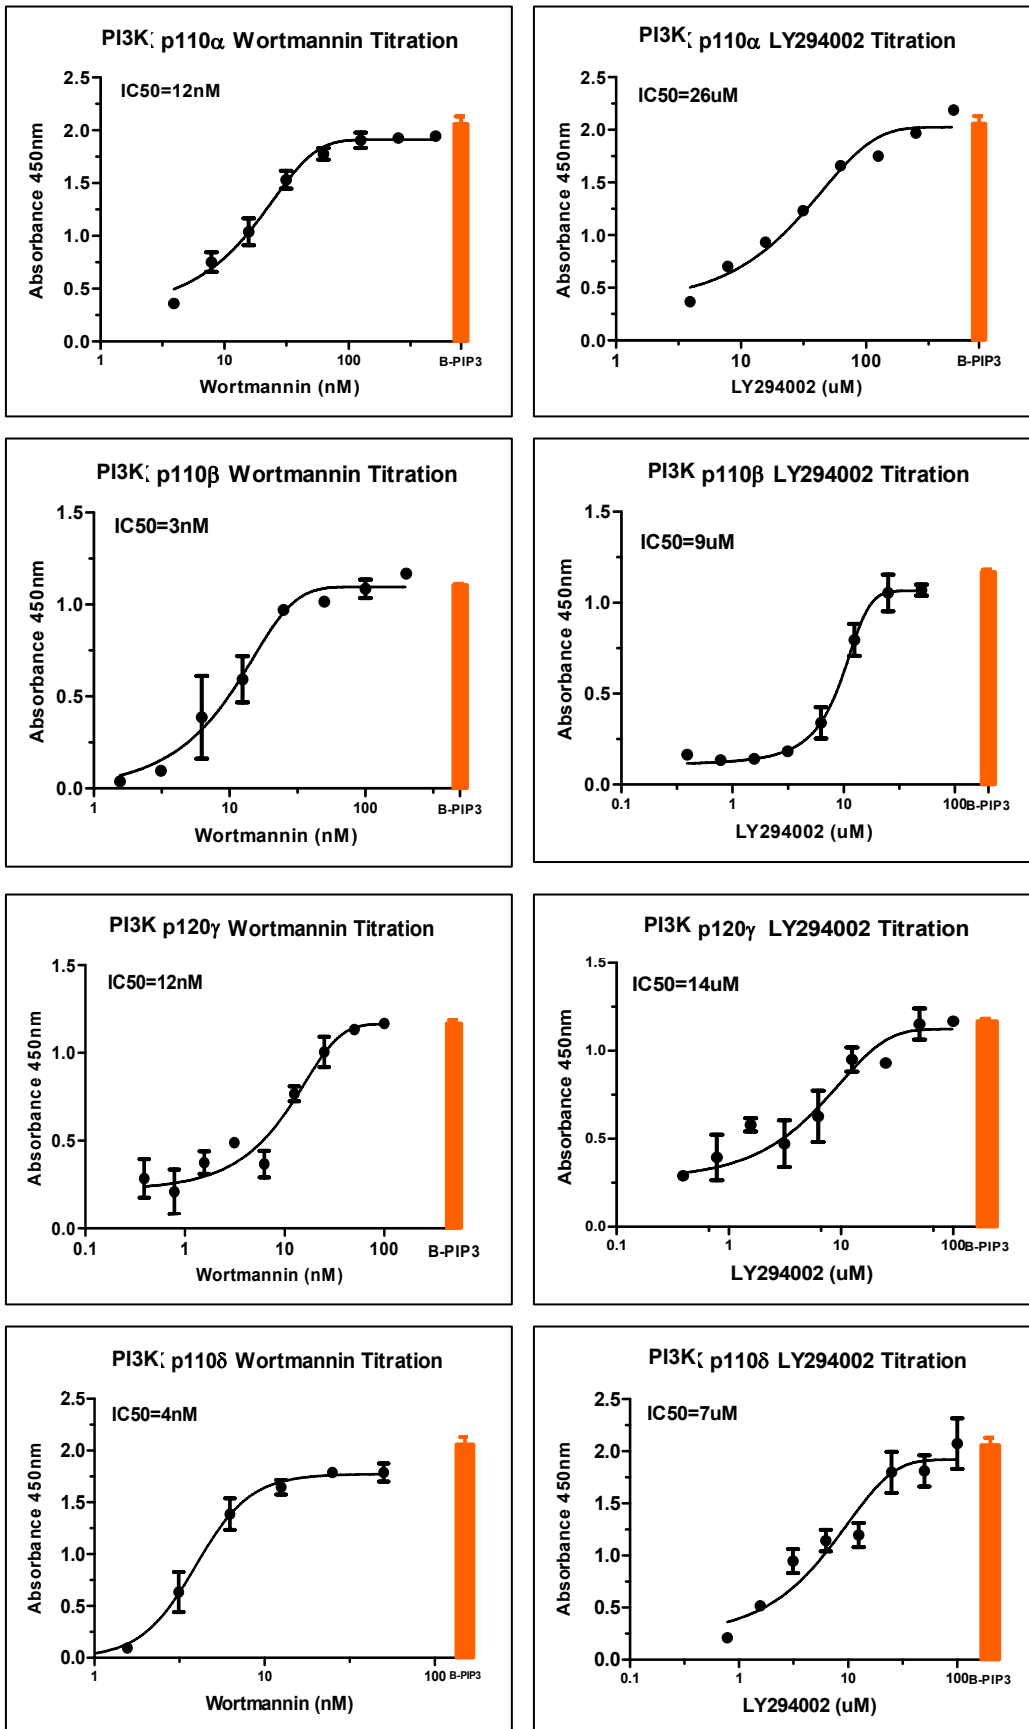 PI3K p110α Wortmannin Titration
IC50=12nM
Absorbance 450nm
2.5
2.0
1.5
1.0
0.5
0.0
1
10
100
B-PIP3
Wortmannin (nM)
PI3K p110α LY294002 Titration
IC50=26uM
Absorbance 450nm
2.5
2.0
1.5
1.0
0.5
0.0
1
10
100
B-PIP3
LY294002 (uM)
PI3K p110β Wortmannin Titration
IC50=3nM
Absorbance 450nm
1.5
1.0
0.5
0.0
1
10
100
B-PIP3
Wortmannin (nM)
PI3K p110β LY294002 Titration
IC50=9uM
Absorbance 450nm
1.5
1.0
0.5
0.0
0.1
1
10
100
B-PIP3
LY294002 (uM)
PI3K p120γ Wortmannin Titration
IC50=12nM
Absorbance 450nm
1.5
1.0
0.5
0.0
0.1
1
10
100
B-PIP3
Wortmannin (nM)
PI3K p120γ LY294002 Titration
IC50=14uM
Absorbance 450nm
1.5
1.0
0.5
0.0
0.1
1
10
100
B-PIP3
LY294002 (uM)
PI3K p110δ Wortmannin Titration
IC50=4nM
Absorbance 450nm
2.5
2.0
1.5
1.0
0.5
0.0
1
10
100
B-PIP3
Wortmannin (nM)
PI3K p110δ LY294002 Titration
IC50=7uM
Absorbance 450nm
2.5
2.0
1.5
1.0
0.5
0.0
0.1
1
10
100
B-PIP3
LY294002 (uM)